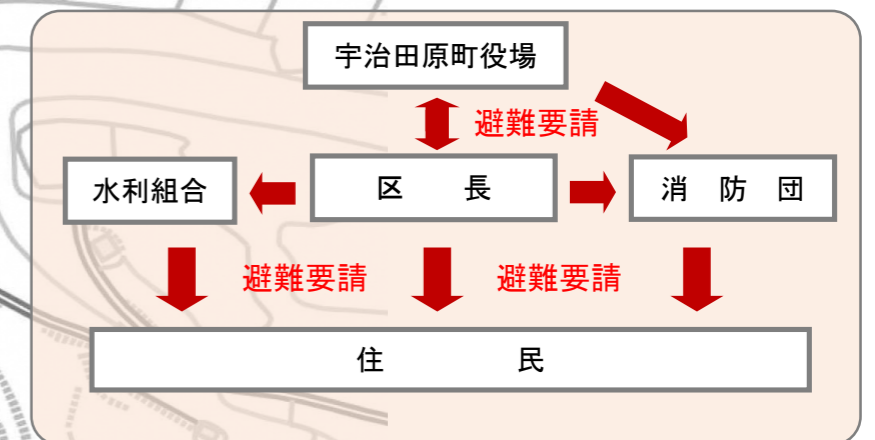 宇治田原町役場
避難要請
水利組合
区　　長
消　防　団
避難要請
避難要請
住　　　　民